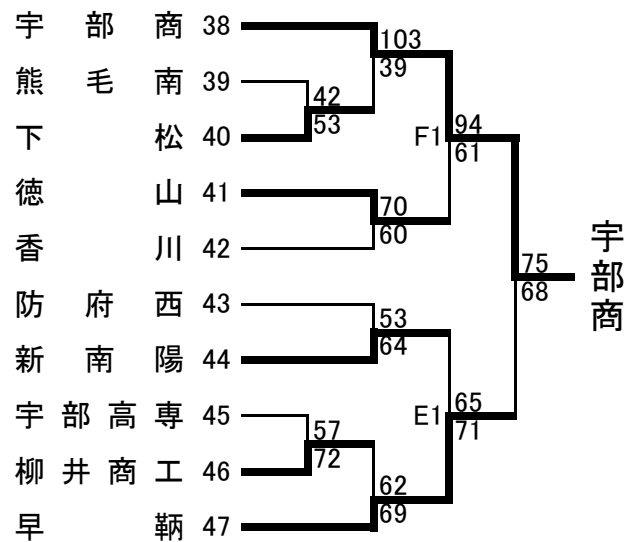 宇部商 38
103
39
熊毛南 39
42
53
下松 40
F1
94
61
徳山 41
70
60
香川 42
75
68
宇部商
防府西 43
53
64
新南陽 44
宇部高専 45
57
72
E1
65
71
柳井商工 46
62
69
早鞆 47